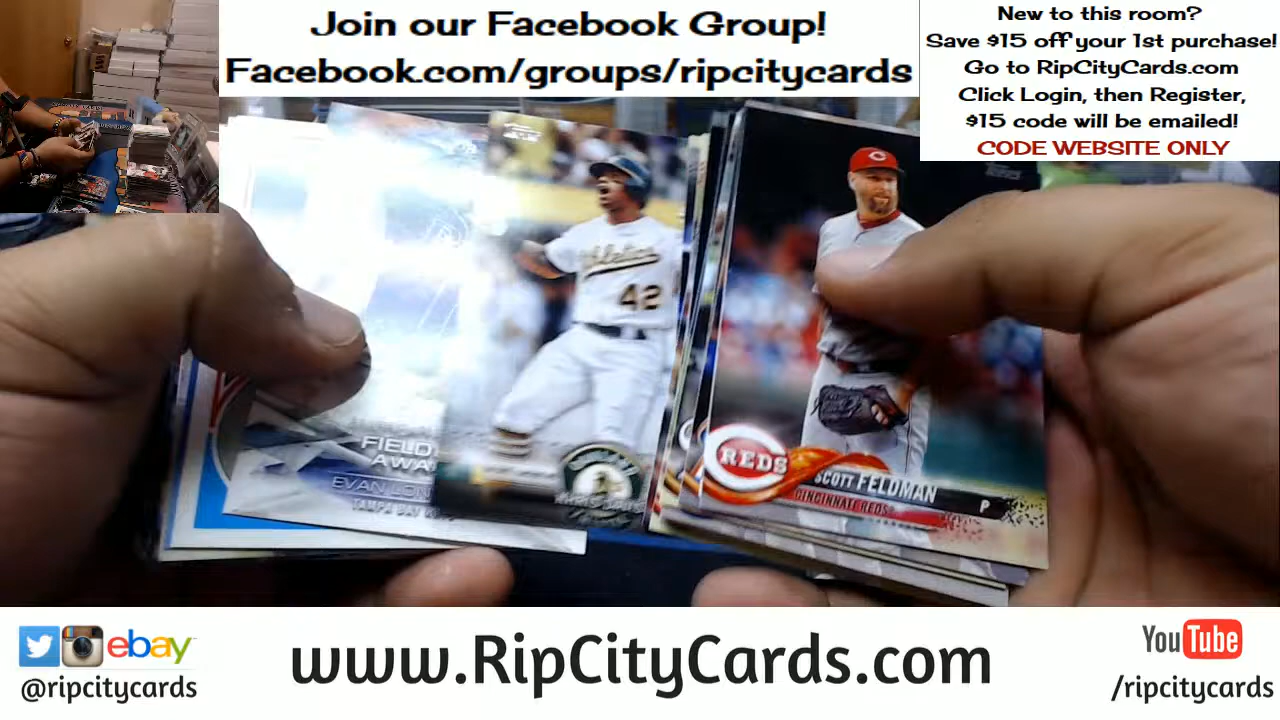 Join our Facebook Group!
Facebook.com/groups/ripcitycards
New to this room?
Save $15 off your 1st purchase!
Go to RipCityCards.com
Click Login, then Register,
$15 code will be emailed!
CODE WEBSITE ONLY
Athletics
42
FIELD
AWA
EVAN LON
TAMPA BAY
C
REDS
SCOTT FELDMAN
P
CINCINNATI REDS
ebay
@ripcitycards
www.RipCityCards.com
YouTube
/ripcitycards